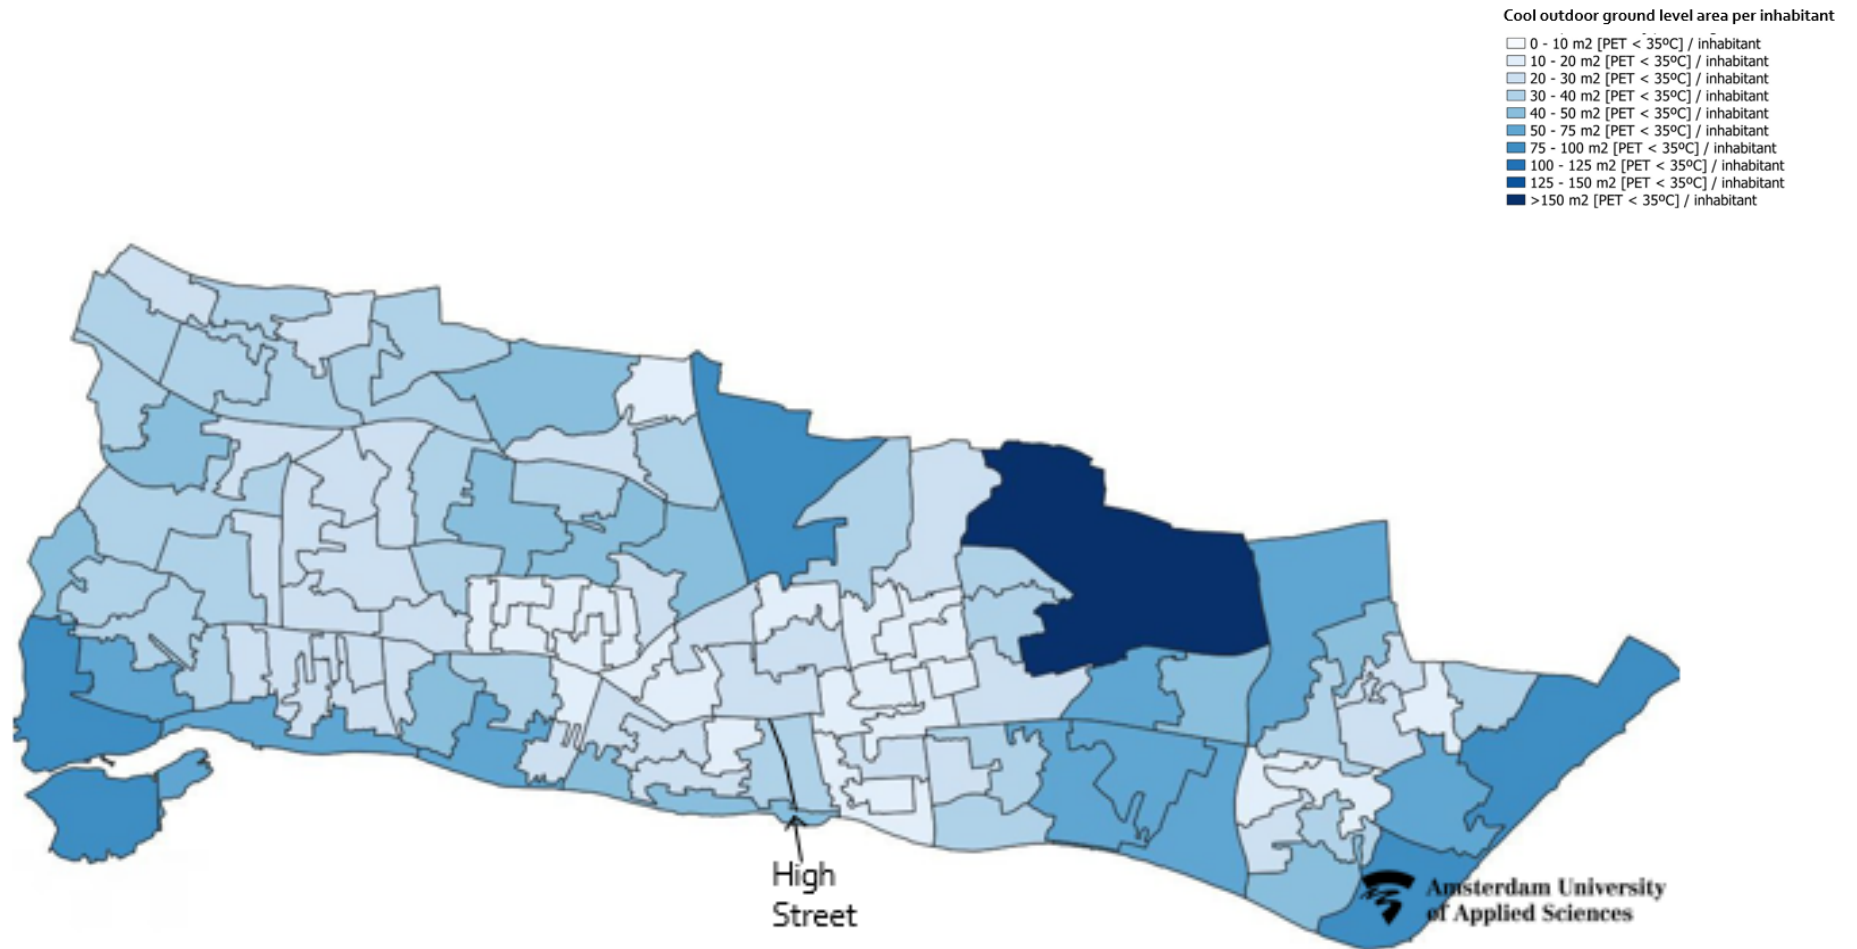 Cool outdoor ground level area per inhabitant
0 - 10 m2 [PET < 35ºC] / inhabitant
10 - 20 m2 [PET < 35ºC] / inhabitant
20 - 30 m2 [PET < 35ºC] / inhabitant
30 - 40 m2 [PET < 35ºC] / inhabitant
40 - 50 m2 [PET < 35ºC] / inhabitant
50 - 75 m2 [PET < 35ºC] / inhabitant
75 - 100 m2 [PET < 35ºC] / inhabitant
100 - 125 m2 [PET < 35ºC] / inhabitant
125 - 150 m2 [PET < 35ºC] / inhabitant
>150 m2 [PET < 35ºC] / inhabitant
High
Street
Amsterdam University
of Applied Sciences